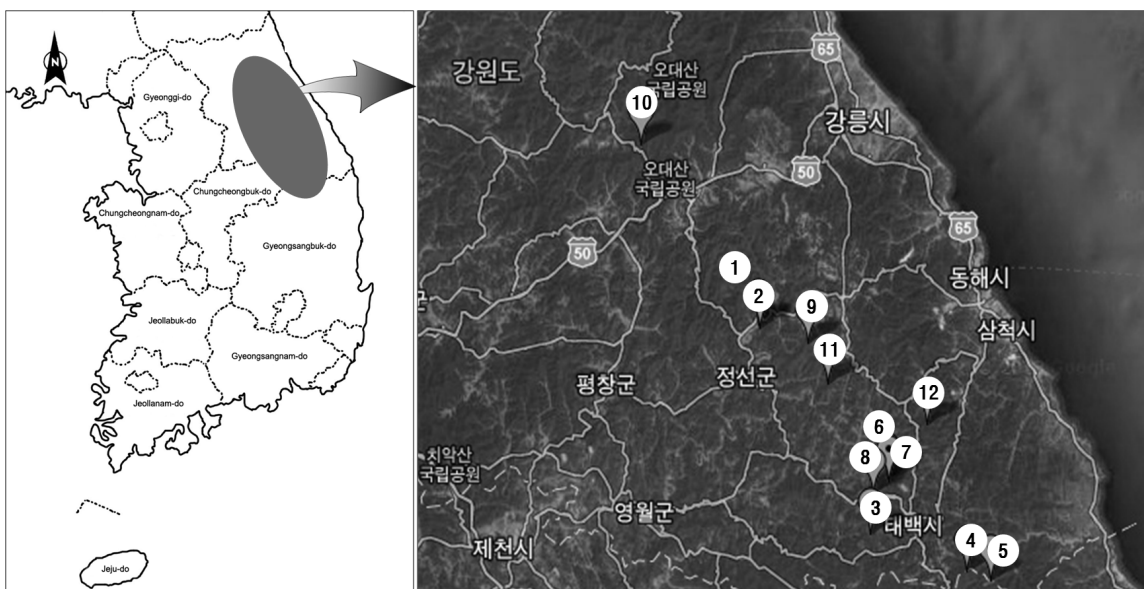 N
Gyeonggi-do
Chungcheongbuk-do
Chungcheongnam-do
Gyeongsangbuk-do
Jeollabuk-do
Gyeongsangnam-do
Jeollanam-do
Jeju-do
65
강원도
오대산
국립공원
10
강릉시
오대산
국립공원
50
65
50
1
동해시
2
9
삼척시
11
정선군
평창군
12
6
치악산
국립공원
8
7
영월군
3
태백시
제천시
4
5